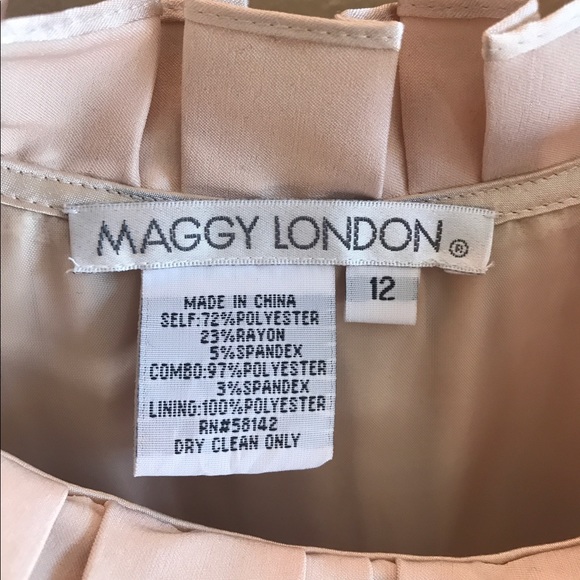 MAGGY LONDON ®
12
MADE IN CHINA
SELF:72%POLYESTER
23%RAYON
5%SPANDEX
COMBO:97%POLYESTER
3%SPANDEX
LINING:100%POLYESTER
RN#58142
DRY CLEAN ONLY